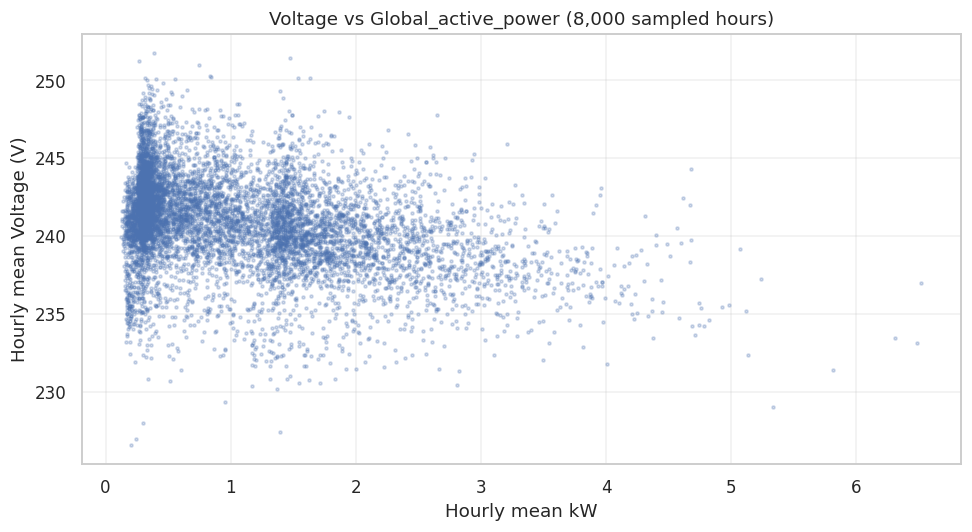 Voltage vs Global_active_power (8,000 sampled hours)
Hourly mean Voltage (V)
250
245
240
235
230
0 1 2 3 4 5 6
Hourly mean kW